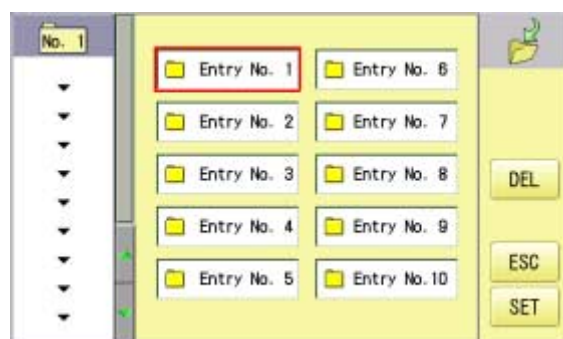 No. 1
Entry No. 1
Entry No. 2
Entry No. 3
Entry No. 4
Entry No. 5
Entry No. 6
Entry No. 7
Entry No. 8
Entry No. 9
Entry No.10
DEL
ESC
SET